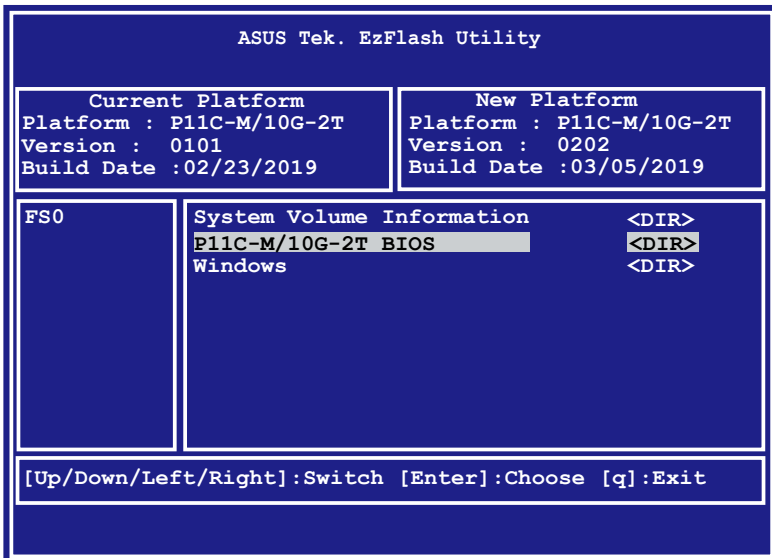 ASUS Tek. EzFlash Utility
Current Platform
Platform : P11C-M/10G-2T
Version : 0101
Build Date :02/23/2019
New Platform
Platform : P11C-M/10G-2T
Version : 0202
Build Date :03/05/2019
FS0
System Volume Information <DIR>
P11C-M/10G-2T BIOS <DIR>
Windows <DIR>
[Up/Down/Left/Right]:Switch [Enter]:Choose [q]:Exit